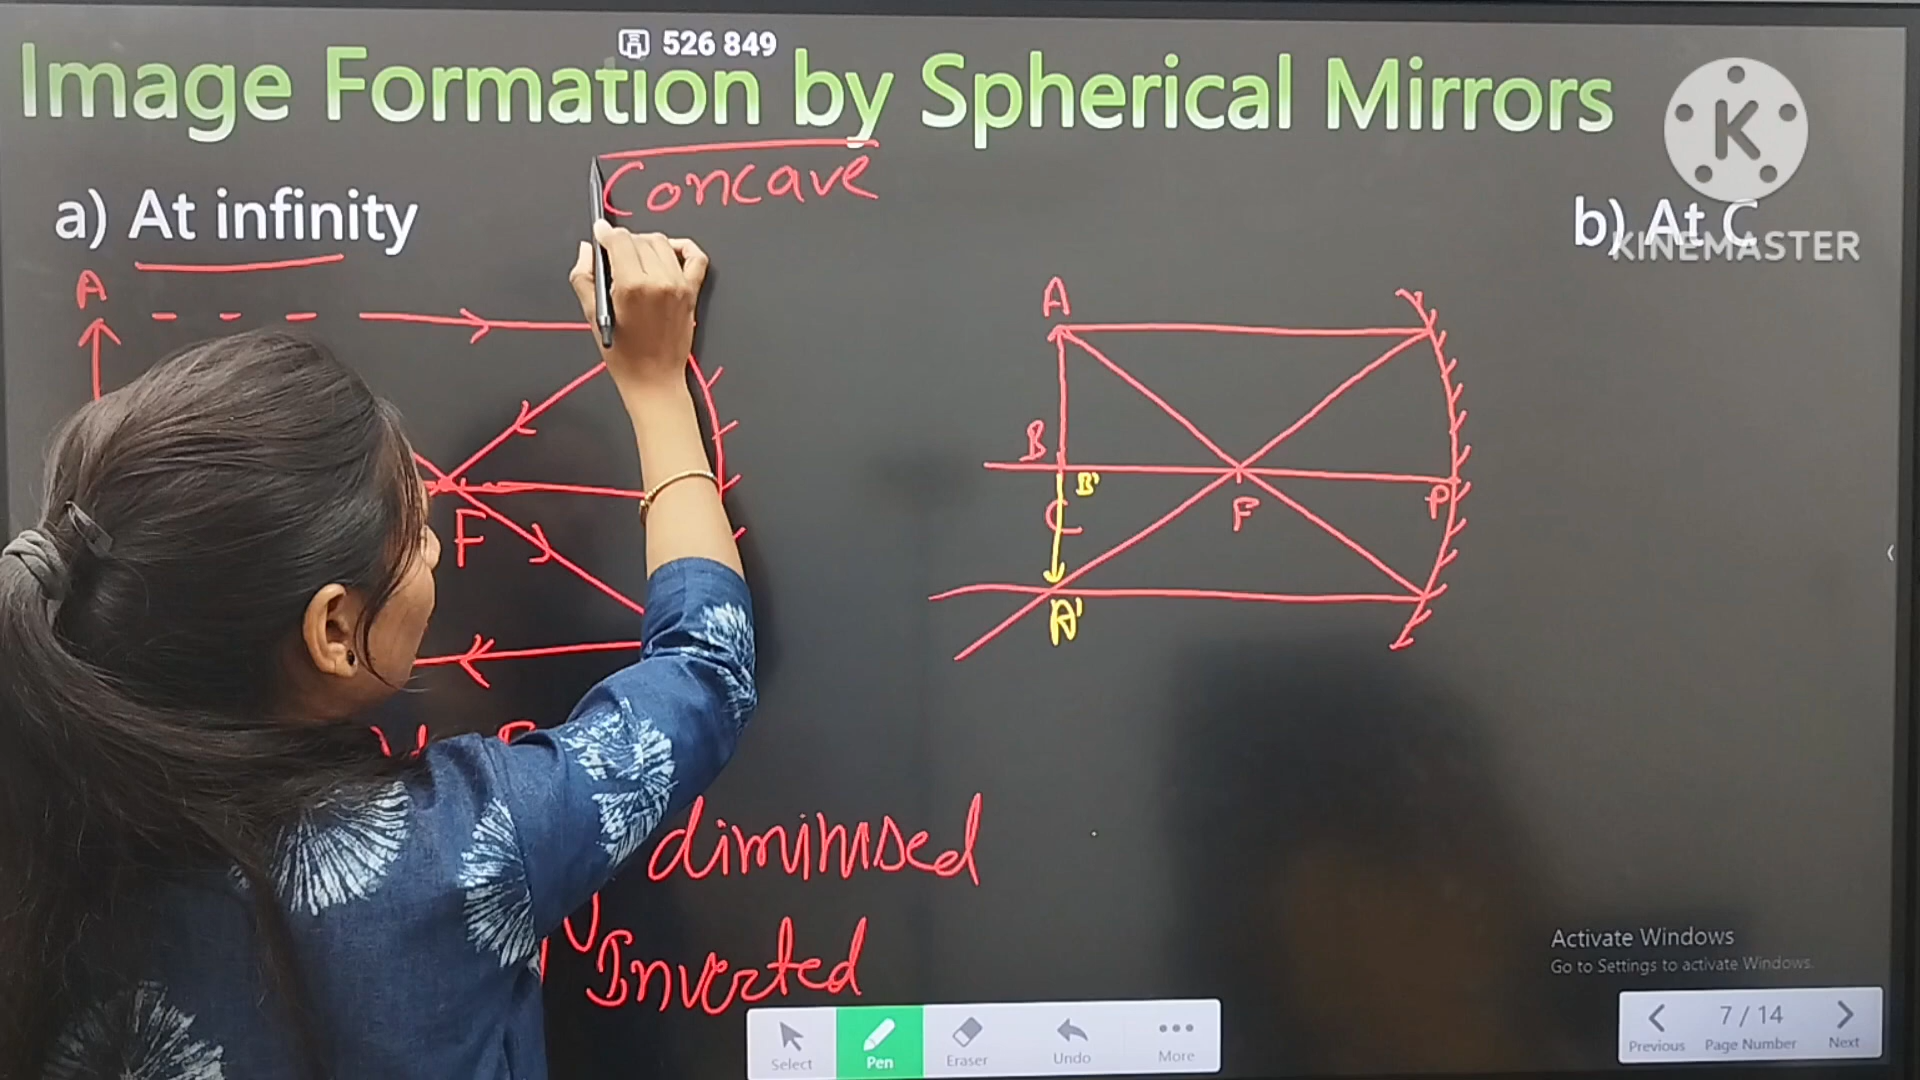 526 849
Image Formation by Spherical Mirrors
K
KINEMASTER
Concave
a) At infinity
b) At C
A
A
B
B'
F
C
F
P
A'
diminised
Inverted
Activate Windows
Go to Settings to activate Windows.
Select
Pen
Eraser
Undo
More
7 / 14
Previous
Page Number
Next